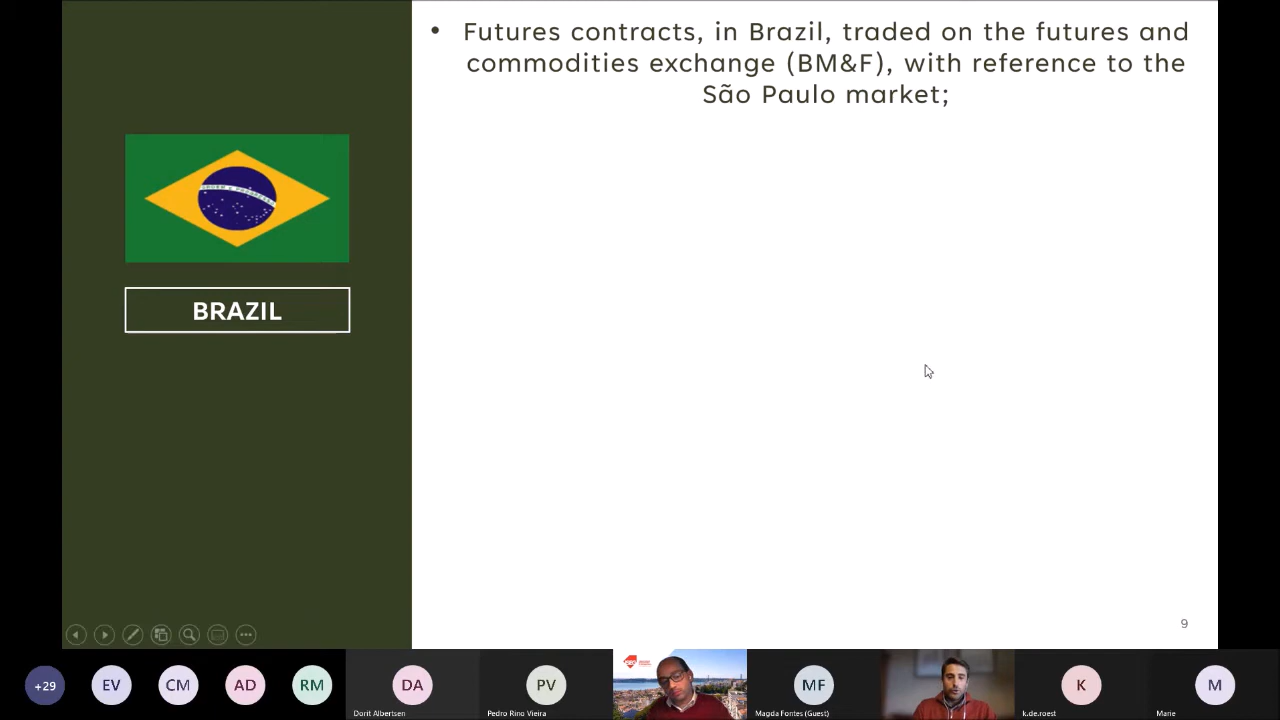 • Futures contracts, in Brazil, traded on the futures and
commodities exchange (BM&F), with reference to the
São Paulo market;
BRAZIL
9
+29
EV
CM
AD
RM
DA
Dorit Albertsen
PV
Pedro Rino Vieira
MF
Magda Fontes (Guest)
K
k.de.roest
M
Marie